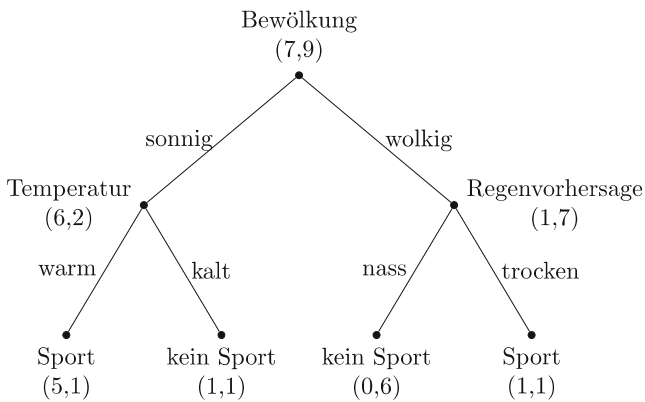 Bewölkung
(7,9)
sonnig
wolkig
Temperatur
(6,2)
Regenvorhersage
(1,7)
warm
kalt
nass
trocken
Sport
(5,1)
kein Sport
(1,1)
kein Sport
(0,6)
Sport
(1,1)